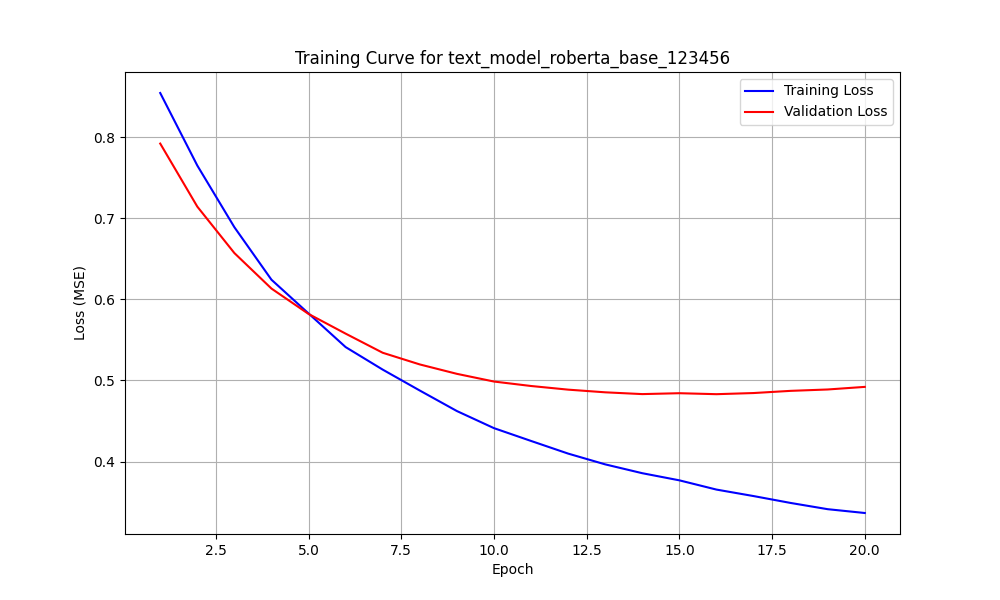 Training Curve for text_model_roberta_base_123456
Training Loss
Validation Loss
Loss (MSE)
0.8
0.7
0.6
0.5
0.4
2.5
5.0
7.5
10.0
12.5
15.0
17.5
20.0
Epoch